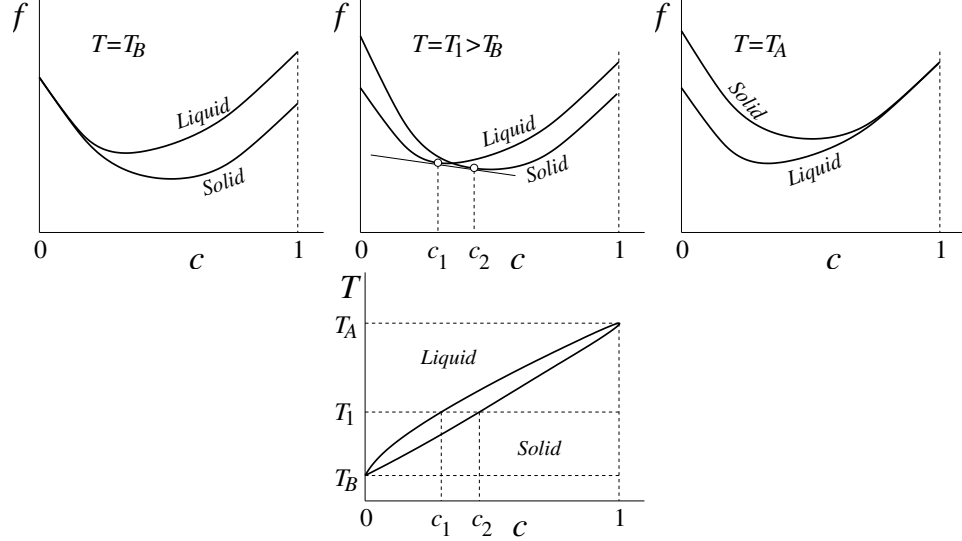 f
T=T_B
Liquid
Solid
0
c
1
f
T=T_1>T_B
Liquid
Solid
0
c_1
c_2
c
1
f
T=T_A
Solid
Liquid
0
c
1
T
T_A
Liquid
T_1
Solid
T_B
0
c_1
c_2
c
1